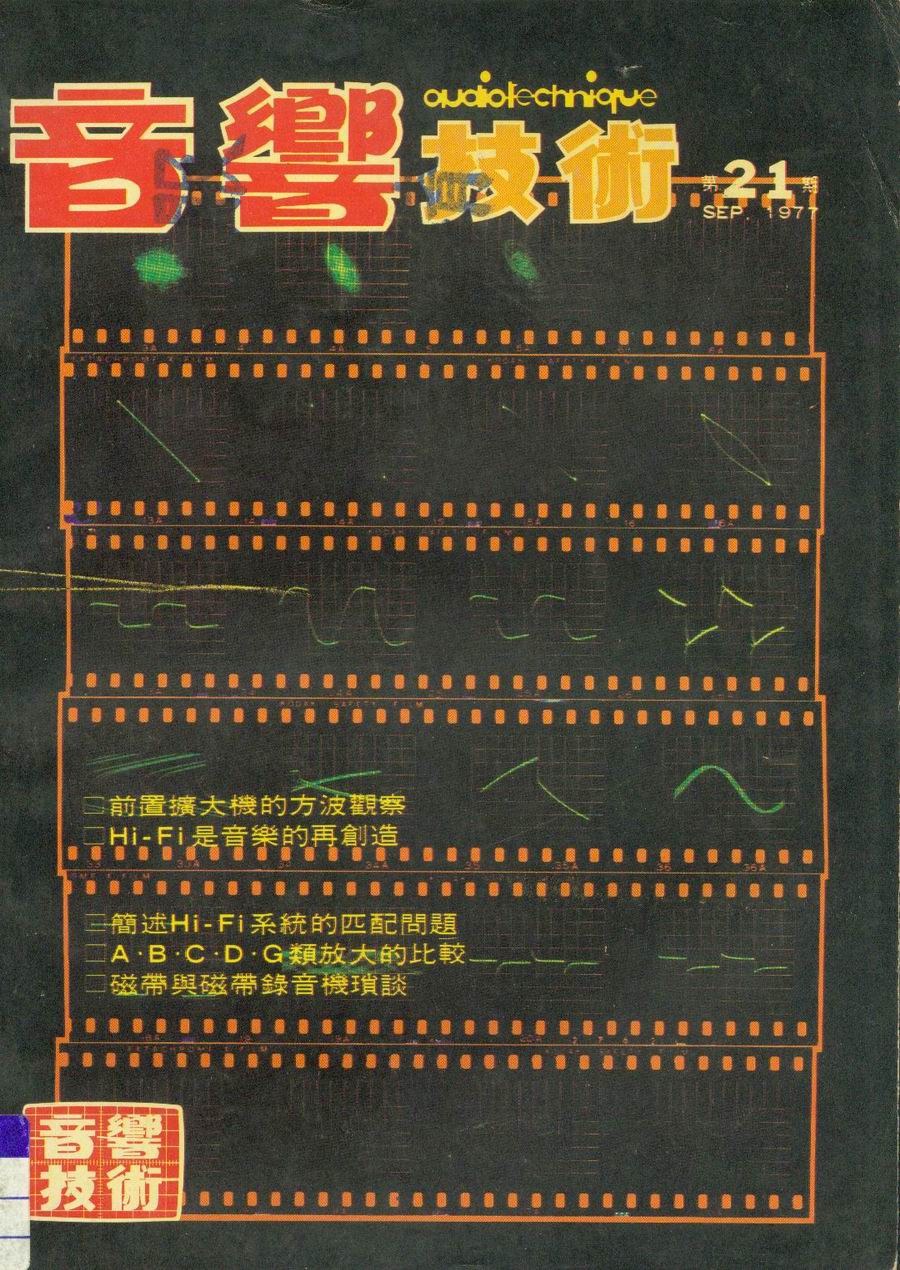 audiotechnique
音響技術
第21期
SEP. 1977
KODAK SAFETY FILM
□前置擴大機的方波觀察
□Hi-Fi是音樂的再創造
□簡述Hi-Fi系統的匹配問題
□A·B·C·D·G類放大的比較
□磁帶與磁帶錄音機瑣談
音響
技術